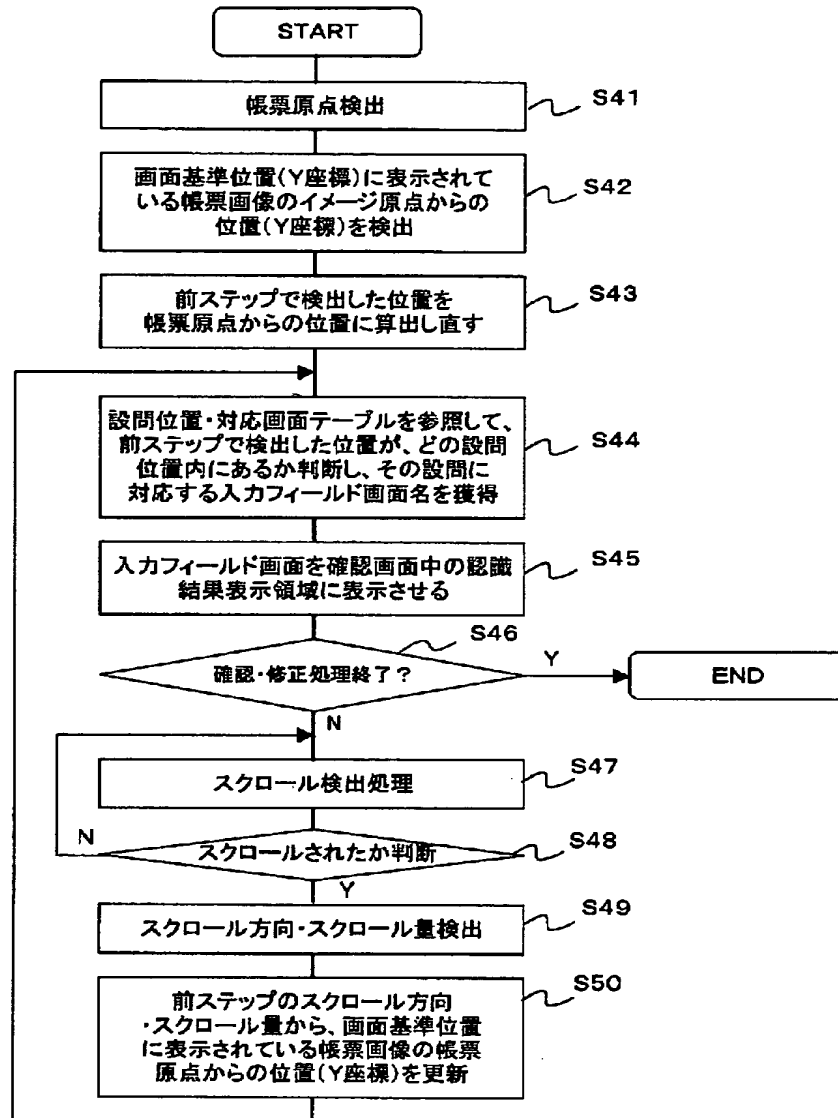 START
帳票原点検出
S41
画面基準位置(Y座標)に表示されて
いる帳票画像のイメージ原点からの
位置(Y座標)を検出
S42
前ステップで検出した位置を
帳票原点からの位置に算出し直す
S43
設問位置・対応画面テーブルを参照して、
前ステップで検出した位置が、どの設問
位置内にあるか判断し、その設問に
対応する入力フィールド画面名を獲得
S44
入力フィールド画面を確認画面中の認識
結果表示領域に表示させる
S45
S46
確認・修正処理終了?
Y
END
N
スクロール検出処理
S47
N
スクロールされたか判断
S48
Y
スクロール方向・スクロール量検出
S49
前ステップのスクロール方向
・スクロール量から、画面基準位置
に表示されている帳票画像の帳票
原点からの位置(Y座標)を更新
S50